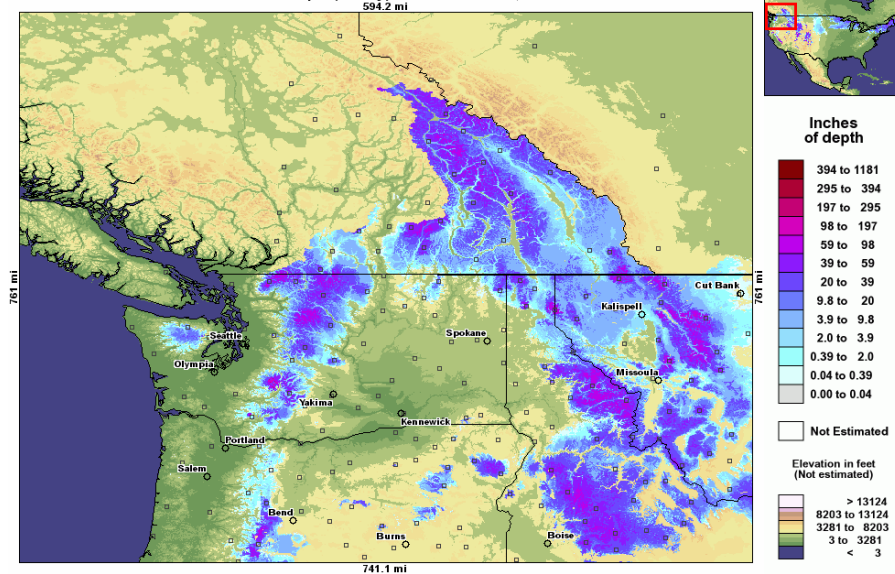 594.2 mi
761 mi
761 mi
Cut Bank
Kalispell
Spokane
Seattle
Olympia
Missoula
Yakima
Kennewick
Portland
Salem
Bend
Burns
Boise
741.1 mi
Inches
of depth
394 to 1181
295 to 394
197 to 295
98 to 197
59 to 98
39 to 59
20 to 39
9.8 to 20
3.9 to 9.8
2.0 to 3.9
0.39 to 2.0
0.04 to 0.39
0.00 to 0.04
Not Estimated
Elevation in feet
(Not estimated)
> 13124
8203 to 13124
3281 to 8203
3 to 3281
< 3